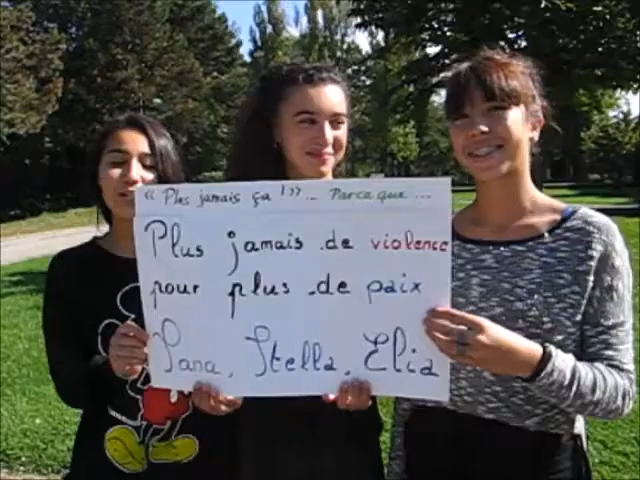 « Plus jamais ça ! » ... Parce que ...
Plus jamais de violence
pour plus de paix
Sana, Stella, Elia